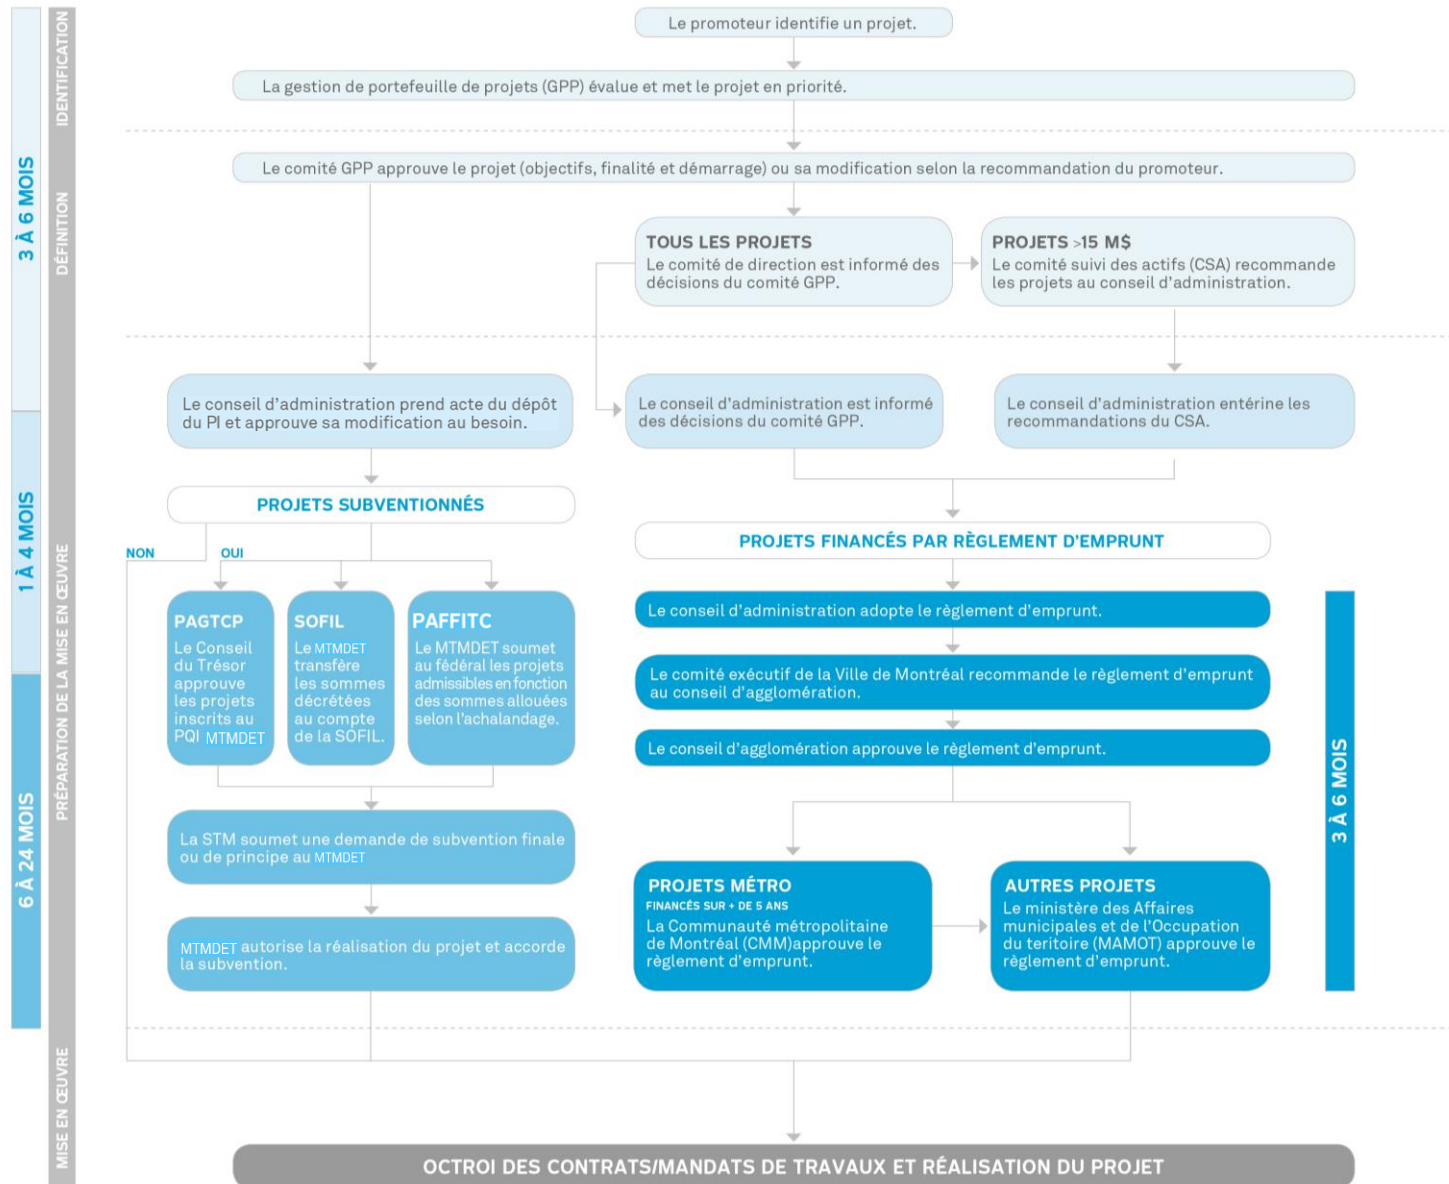 Le promoteur identifie un projet.
La gestion de portefeuille de projets (GPP) évalue et met le projet en priorité.
Le comité GPP approuve le projet (objectifs, finalité et démarrage) ou sa modification selon la recommandation du promoteur.
TOUS LES PROJETS
Le comité de direction est informé des
décisions du comité GPP.
PROJETS >15 M$
Le comité suivi des actifs (CSA) recommande
les projets au conseil d'administration.
Le conseil d'administration prend acte du dépôt
du PI et approuve sa modification au besoin.
Le conseil d'administration est informé
des décisions du comité GPP.
Le conseil d'administration entérine les
recommandations du CSA.
PROJETS SUBVENTIONNÉS
NON
OUI
PAGTCP
Le Conseil
du Trésor
approuve
les projets
inscrits au
PQI MTMDET
SOFIL
Le MTMDET
transfère
les sommes
décrétées
au compte
de la SOFIL.
PAFFITC
Le MTMDET soumet
au fédéral les projets
admissibles en fonction
des sommes allouées
selon l'achalandage.
La STM soumet une demande de subvention finale
ou de principe au MTMDET
MTMDET autorise la réalisation du projet et accorde
la subvention.
PROJETS FINANCÉS PAR RÈGLEMENT D'EMPRUNT
Le conseil d'administration adopte le règlement d'emprunt.
Le comité exécutif de la Ville de Montréal recommande le règlement d'emprunt
au conseil d'agglomération.
Le conseil d'agglomération approuve le règlement d'emprunt.
PROJETS MÉTRO
FINANCÉS SUR + DE 5 ANS
La Communauté métropolitaine
de Montréal (CMM)approuve le
règlement d'emprunt.
AUTRES PROJETS
Le ministère des Affaires
municipales et de l'Occupation
du teritoire (MAMOT) approuve le
règlement d'emprunt.
OCTROI DES CONTRATS/MANDATS DE TRAVAUX ET RÉALISATION DU PROJET
3 À 6 MOIS
1 À 4 MOIS
6 À 24 MOIS
IDENTIFICATION
DÉFINITION
PRÉPARATION DE LA MISE EN ŒUVRE
MISE EN ŒUVRE
3 À 6 MOIS